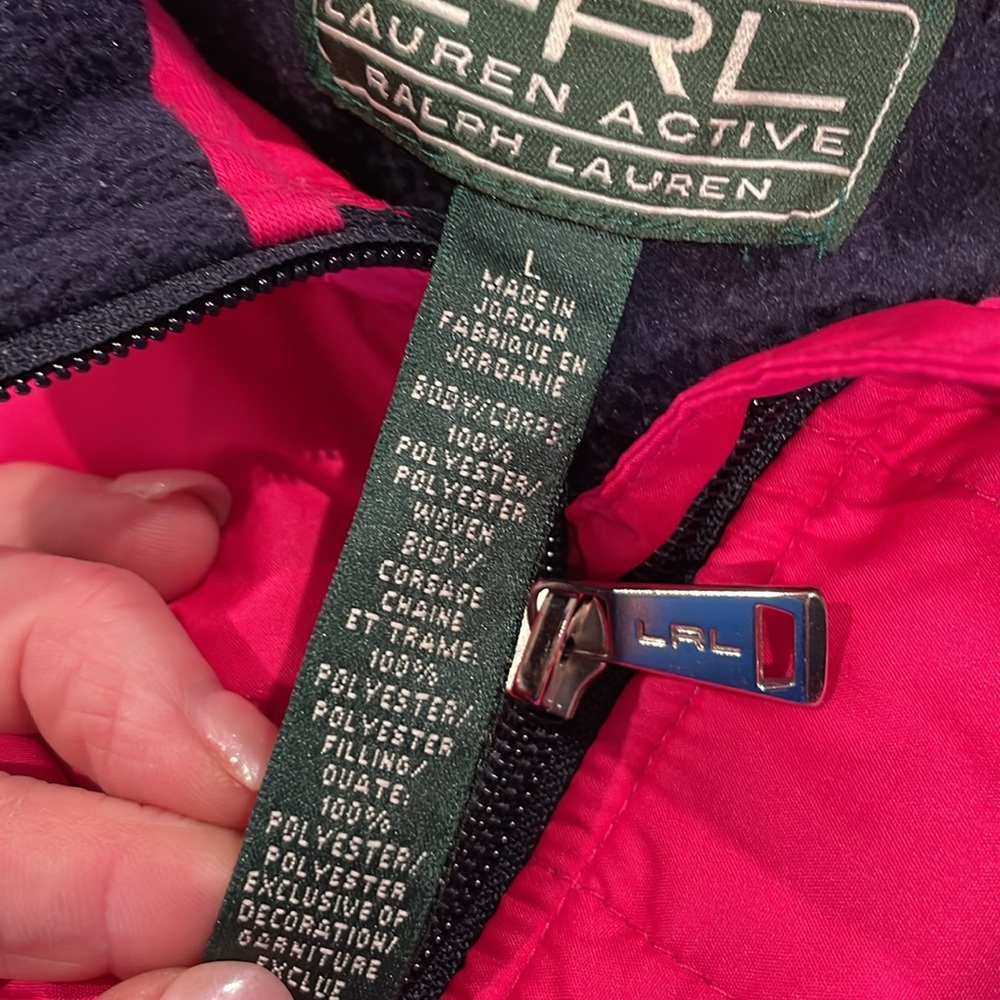 LRL
LAUREN ACTIVE
RALPH LAUREN
L
MADE IN
JORDAN
FABRIQUE EN
JORDANIE
BODY/CORPS:
100%
POLYESTER/
POLYESTER
WOVEN
BODY/
CORSAGE
CHAINE
ET TRAME:
100%
POLYESTER/
POLYESTER
FILLING/
OUATE:
100%
POLYESTER/
POLYESTER
EXCLUSIVE OF
DECORATION/
GARNITURE
EXCLUE
LRL